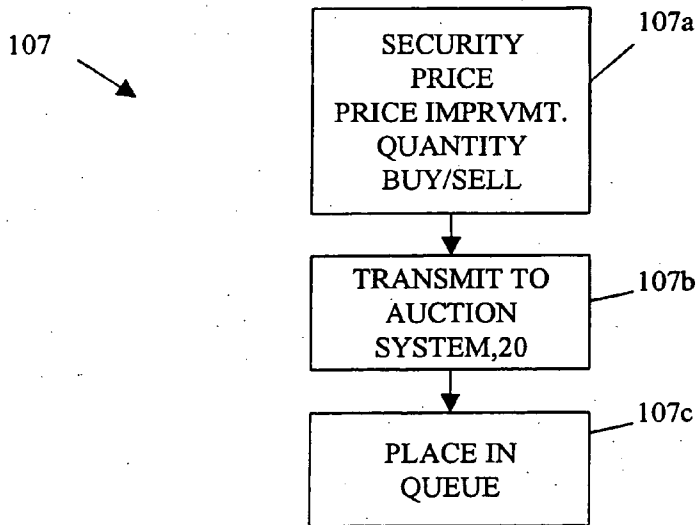 107
107a
SECURITY
PRICE
PRICE IMPRVMT.
QUANTITY
BUY/SELL
107b
TRANSMIT TO
AUCTION
SYSTEM,20
107c
PLACE IN
QUEUE